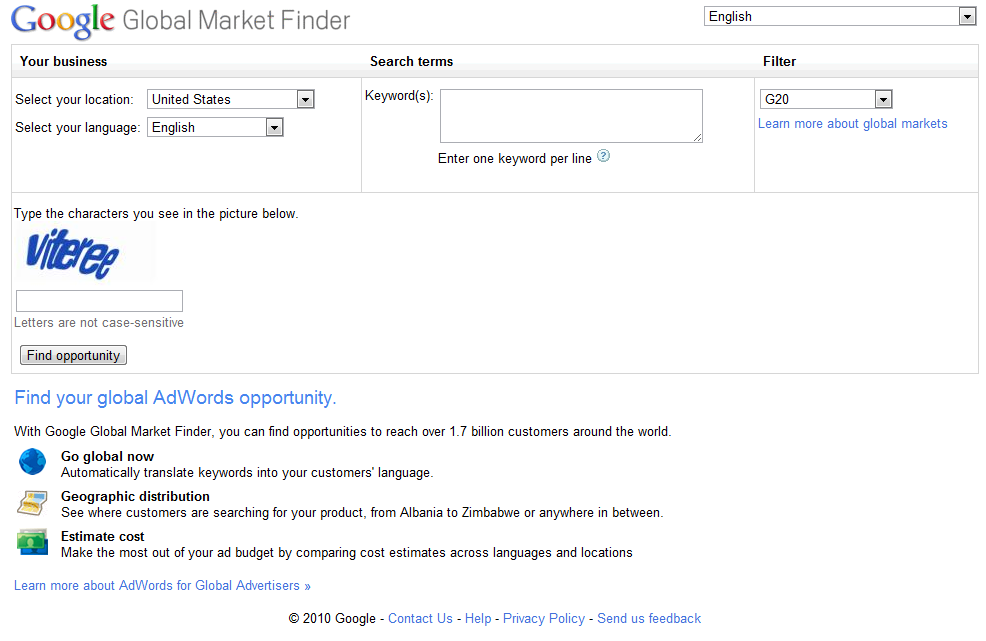 Google Global Market Finder
English
Your business
Search terms
Filter
Select your location: United States
Keyword(s):
G20
Select your language: English
Learn more about global markets
Enter one keyword per line ?
Type the characters you see in the picture below.
Letters are not case-sensitive
Find opportunity
Find your global AdWords opportunity.
With Google Global Market Finder, you can find opportunities to reach over 1.7 billion customers around the world.
Go global now
Automatically translate keywords into your customers' language.
Geographic distribution
See where customers are searching for your product, from Albania to Zimbabwe or anywhere in between.
Estimate cost
Make the most out of your ad budget by comparing cost estimates across languages and locations
Learn more about AdWords for Global Advertisers »
© 2010 Google - Contact Us - Help - Privacy Policy - Send us feedback